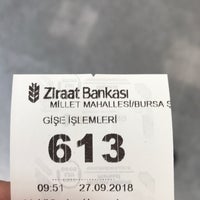 Ziraat Bankası
MİLLET MAHALLESİ/BURSA Ş
GİŞE İŞLEMLERİ
613
09:51 27.09.2018